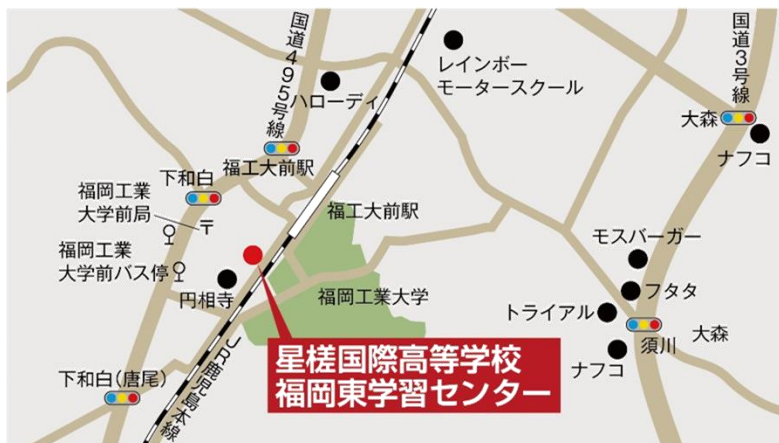 国道495号線
ハローディ
レインボー
モータースクール
国道3号線
大森
ナフコ
福工大前駅
下和白
福岡工業
大学前局
〒
福岡工業
大学前バス停
円相寺
福工大前駅
福岡工業大学
モスバーガー
フタタ
トライアル
須川
大森
ナフコ
JR鹿児島本線
下和白(唐尾)
星槎国際高等学校
福岡東学習センター